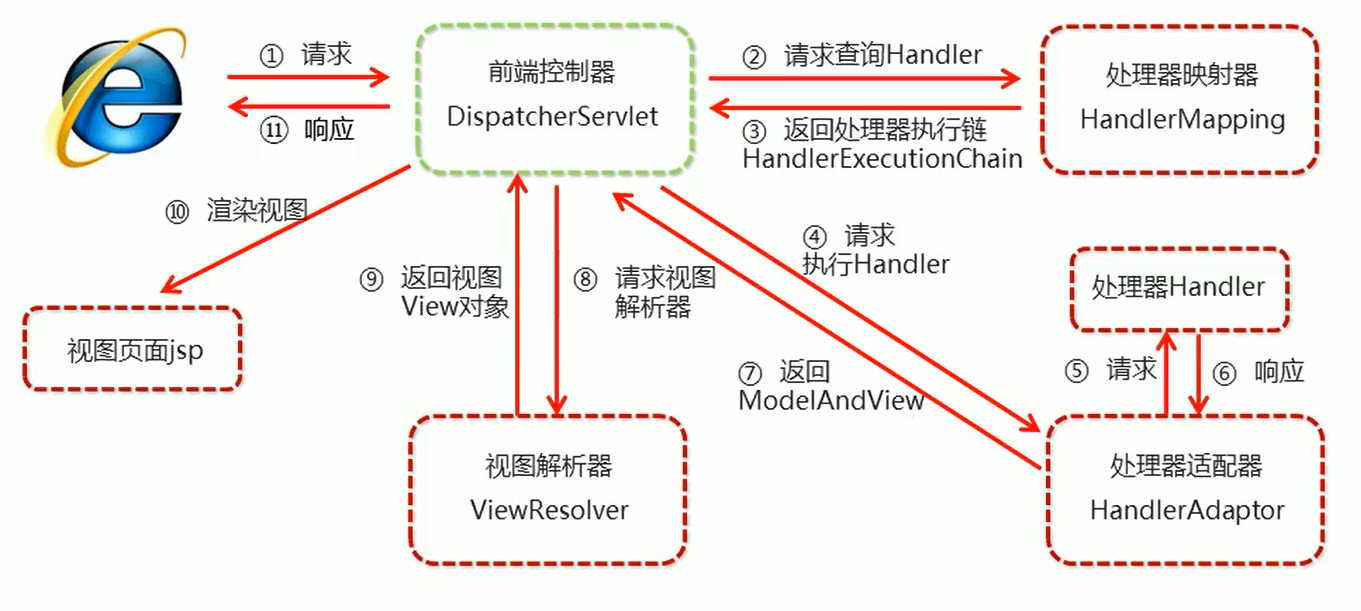 ① 请求
⑪ 响应
前端控制器
DispatcherServlet
② 请求查询Handler
③ 返回处理器执行链
HandlerExecutionChain
处理器映射器
HandlerMapping
⑩ 渲染视图
⑨ 返回视图
View对象
⑧ 请求视图
解析器
④ 请求
执行Handler
处理器Handler
⑤ 请求
⑥ 响应
⑦ 返回
ModelAndView
视图页面jsp
视图解析器
ViewResolver
处理器适配器
HandlerAdaptor